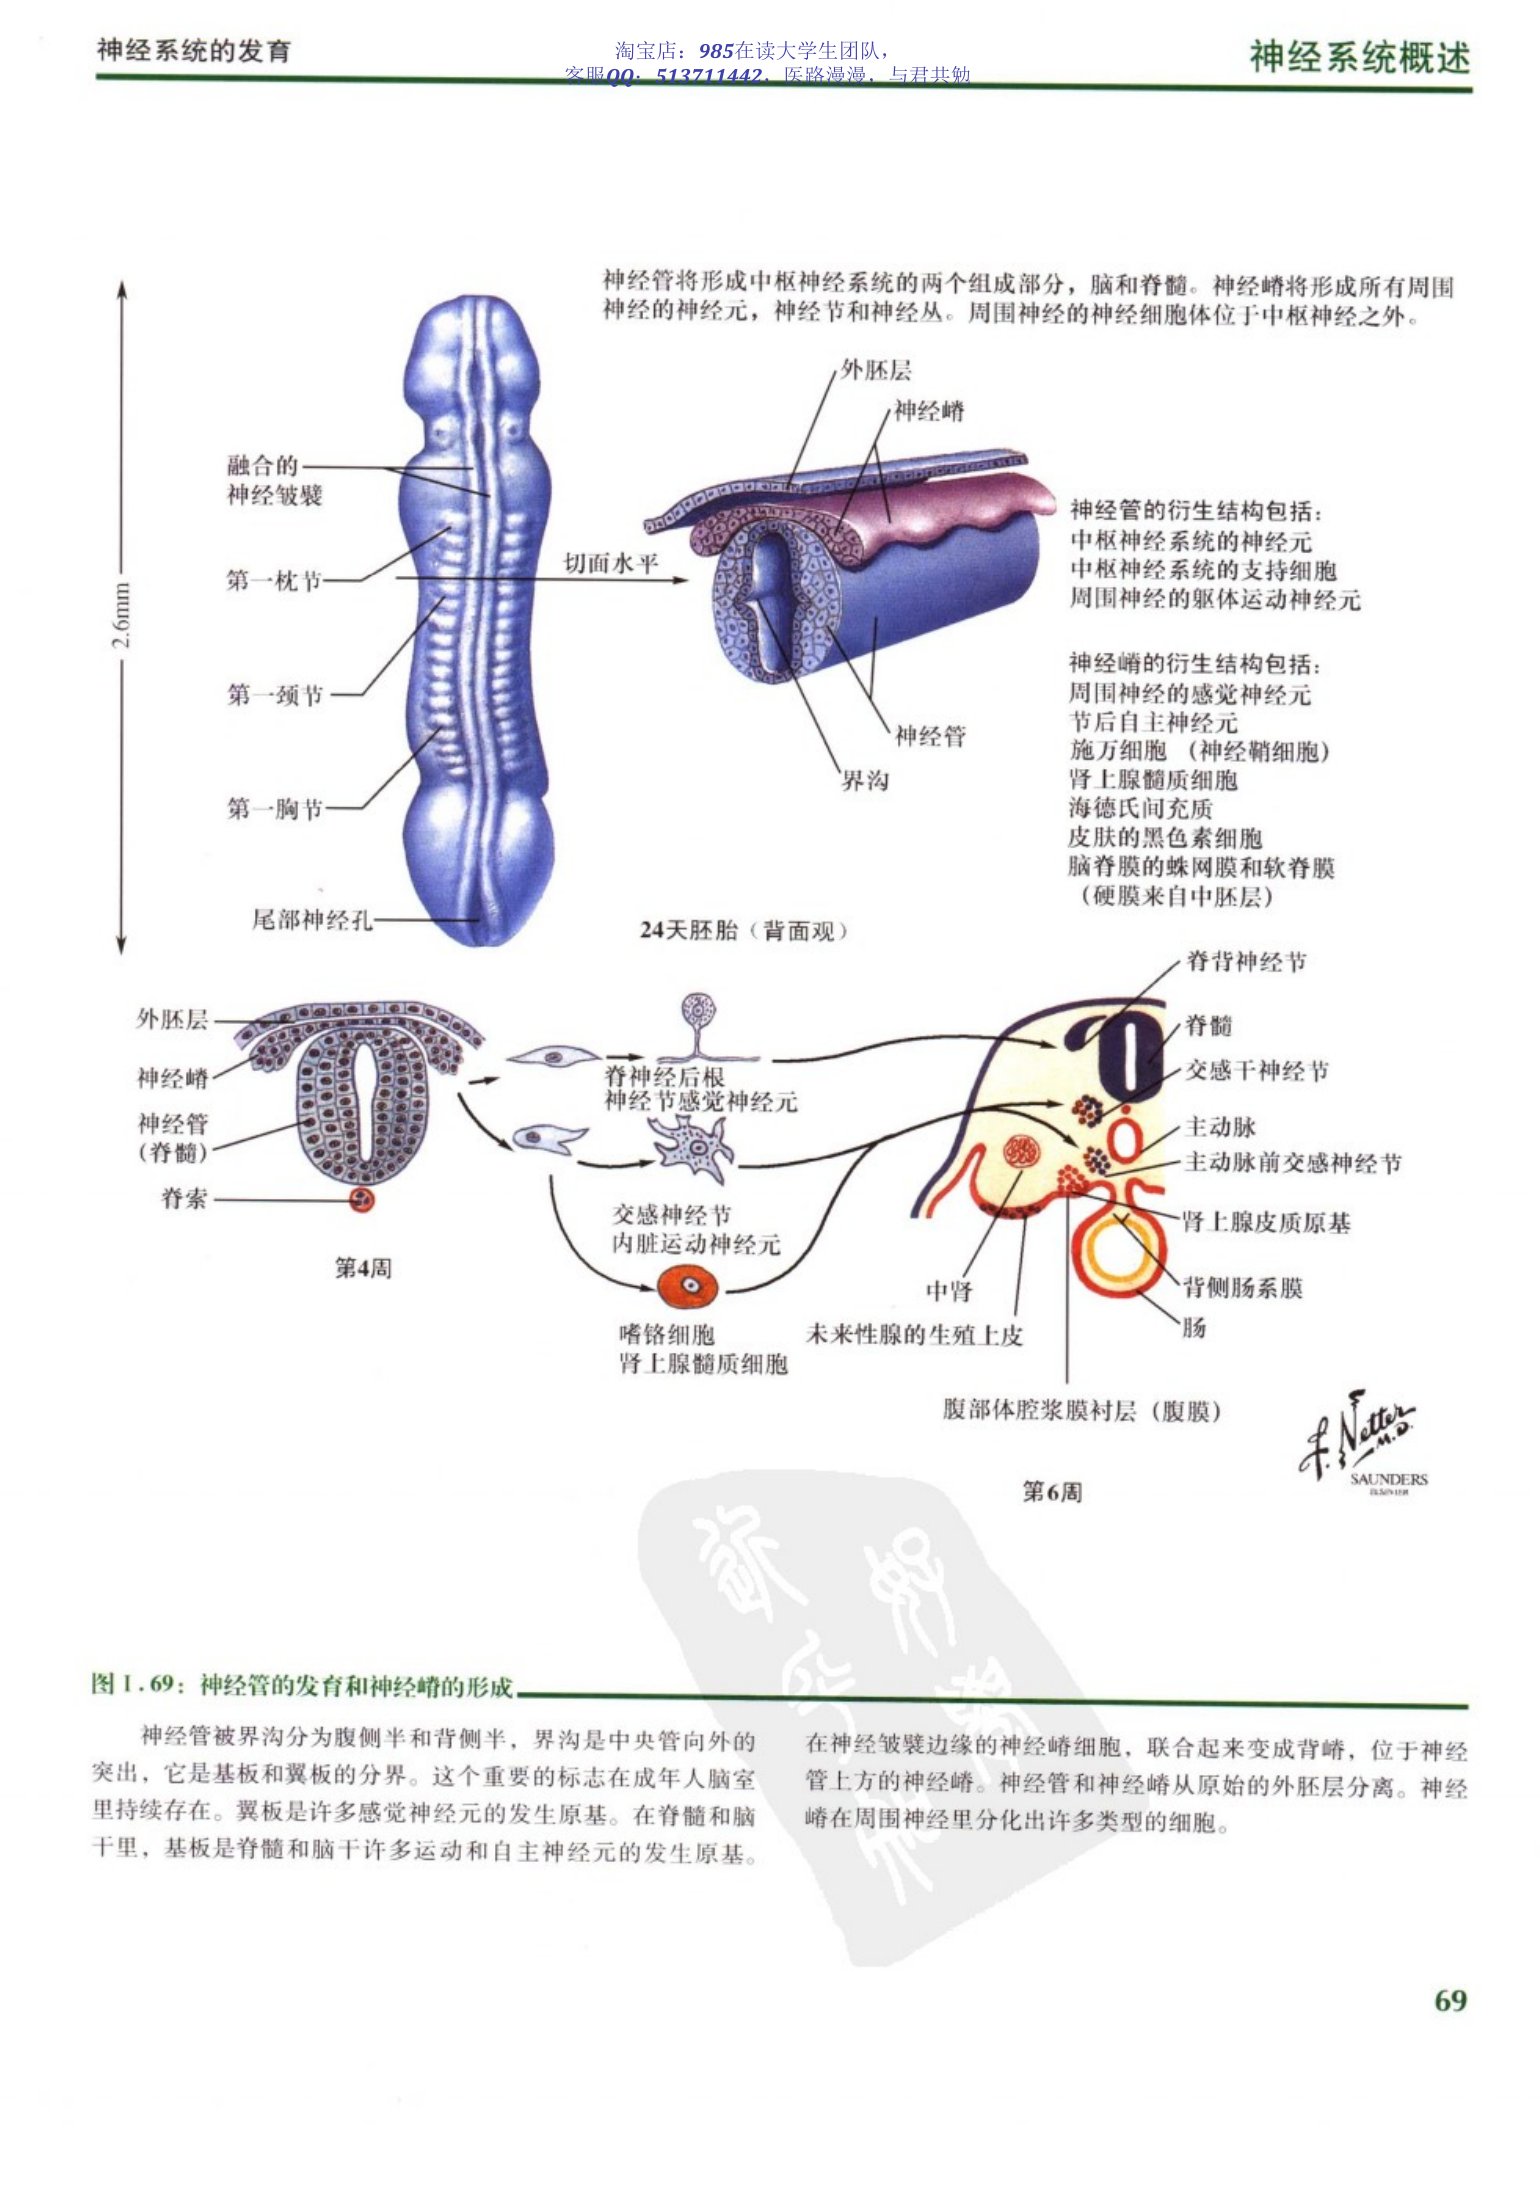 神经系统的发育
淘宝店：985在读大学生团队，
客服QQ：513711442，医路漫漫，与君共勉
神经系统概述
神经管将形成中枢神经系统的两个组成部分，脑和脊髓。神经嵴将形成所有周围
神经的神经元，神经节和神经丛。周围神经的神经细胞体位于中枢神经之外。
外胚层
神经嵴
融合的
神经皱襞
切面水平
第一枕节
2.6mm
第一颈节
第一胸节
尾部神经孔
神经管
界沟
24天胚胎（背面观）
神经管的衍生结构包括：
中枢神经系统的神经元
中枢神经系统的支持细胞
周围神经的躯体运动神经元
神经嵴的衍生结构包括：
周围神经的感觉神经元
节后自主神经元
施万细胞 （神经鞘细胞）
肾上腺髓质细胞
海德氏间充质
皮肤的黑色素细胞
脑脊膜的蛛网膜和软脊膜
（硬膜来自中胚层）
外胚层
神经嵴
神经管
（脊髓）
脊索
第4周
脊神经后根
神经节感觉神经元
交感神经节
内脏运动神经元
嗜铬细胞
肾上腺髓质细胞
脊背神经节
脊髓
交感干神经节
主动脉
主动脉前交感神经节
肾上腺皮质原基
背侧肠系膜
肠
中肾
未来性腺的生殖上皮
腹部体腔浆膜衬层（腹膜）
第6周
F. Netter
M.D.
SAUNDERS
ELSEVIER
图 I . 69：神经管的发育和神经嵴的形成
神经管被界沟分为腹侧半和背侧半，界沟是中央管向外的
突出，它是基板和翼板的分界。这个重要的标志在成年人脑室
里持续存在。翼板是许多感觉神经元的发生原基。在脊髓和脑
干里，基板是脊髓和脑干许多运动和自主神经元的发生原基。
在神经皱襞边缘的神经嵴细胞，联合起来变成背嵴，位于神经
管上方的神经嵴。神经管和神经嵴从原始的外胚层分离。神经
嵴在周围神经里分化出许多类型的细胞。
69